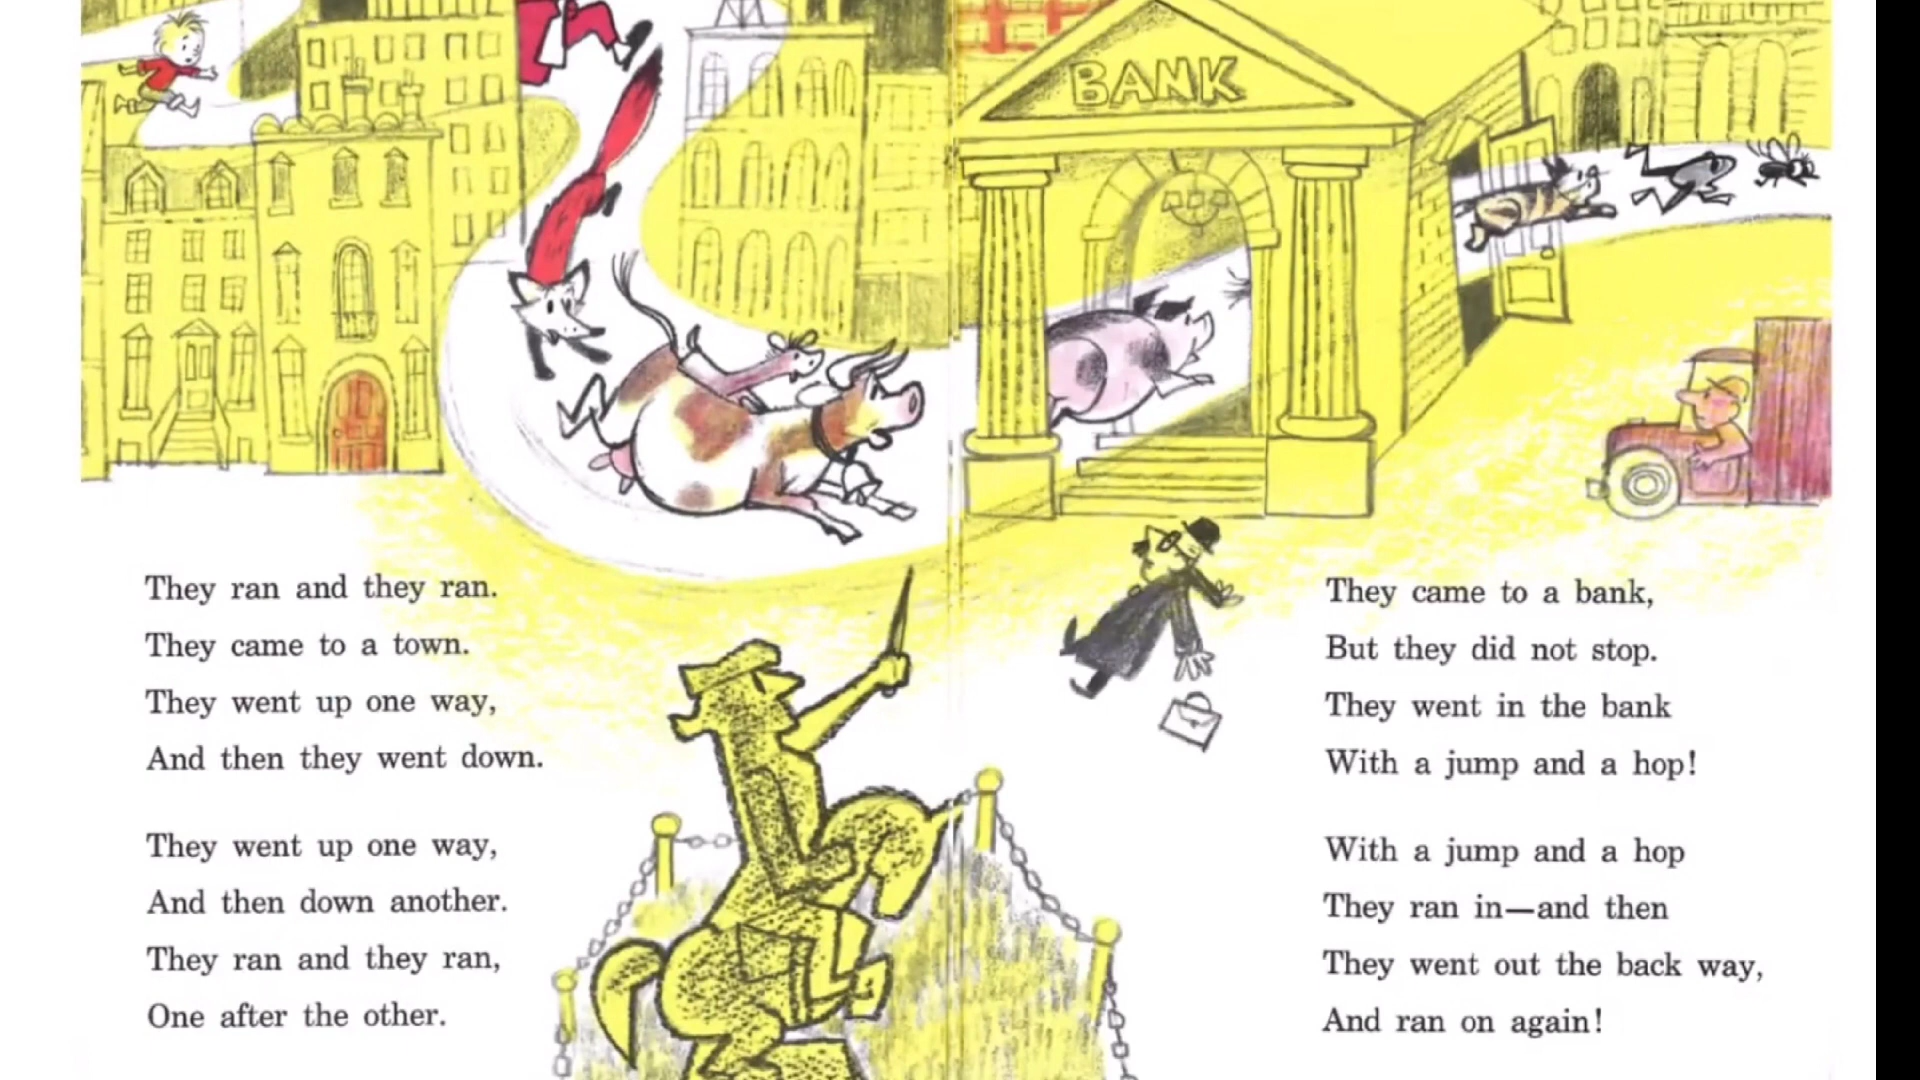 BANK
They ran and they ran.
They came to a town.
They went up one way,
And then they went down.
They went up one way,
And then down another.
They ran and they ran,
One after the other.
They came to a bank,
But they did not stop.
They went in the bank
With a jump and a hop!
With a jump and a hop
They ran in—and then
They went out the back way,
And ran on again!